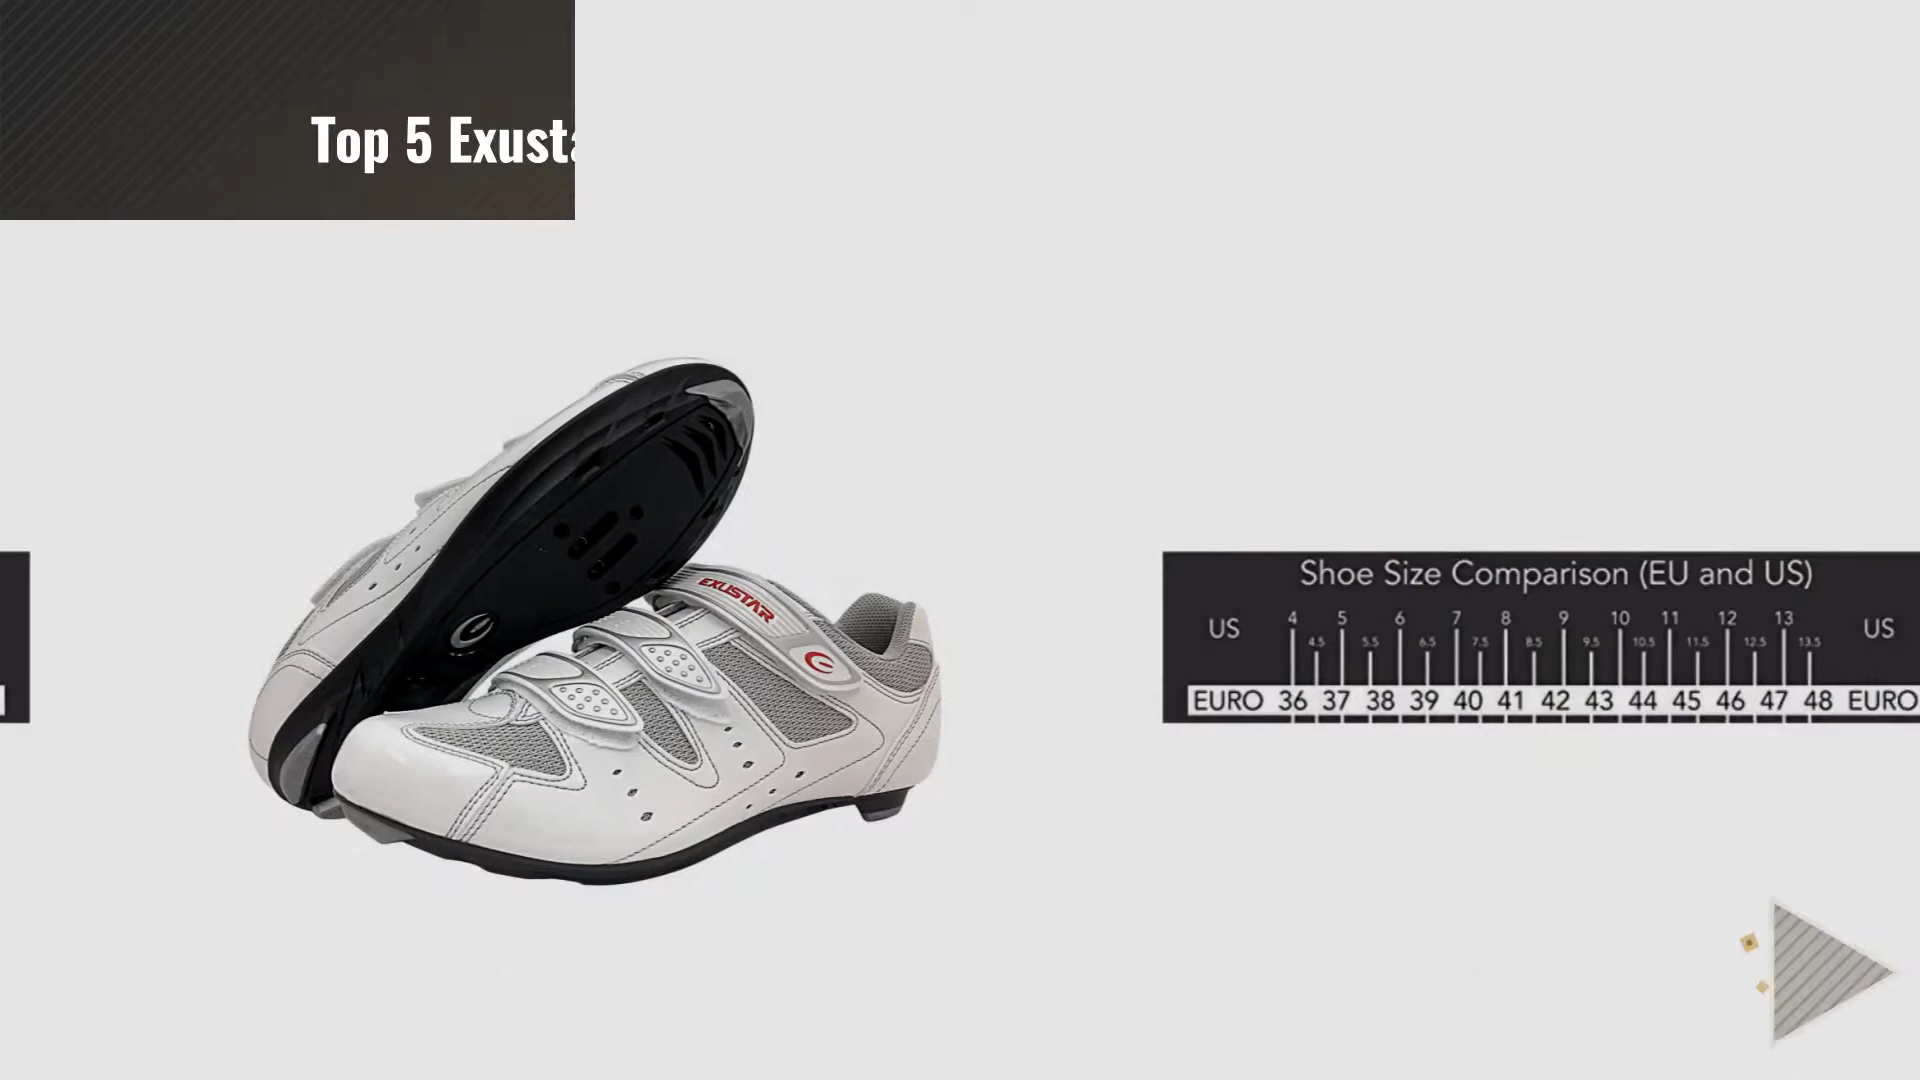 Top 5 Exusta
EXUSTAR
Shoe Size Comparison (EU and US)
US 4 5 6 7 8 9 10 11 12 13 US
4.5 5.5 6.5 7.5 8.5 9.5 10.5 11.5 12.5 13.5
EURO 36 37 38 39 40 41 42 43 44 45 46 47 48 EURO